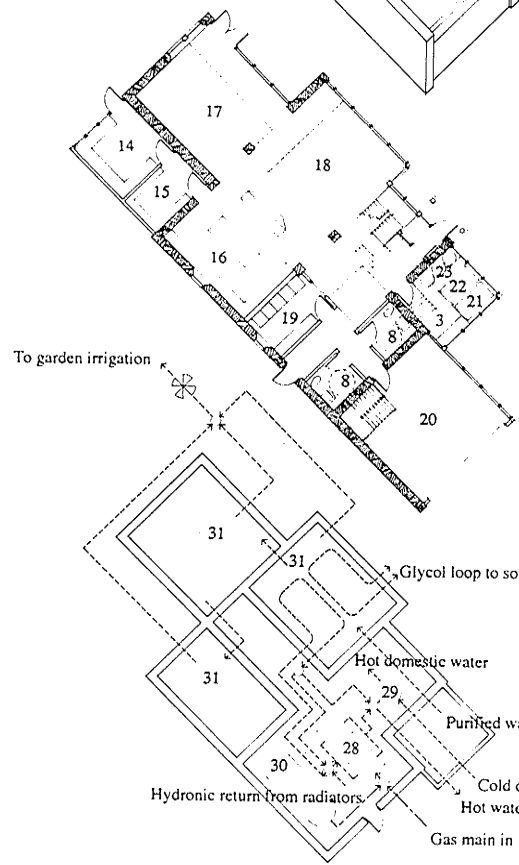 17
14
18
15
16
23
22
21
19
3
8
8
20
To garden irrigation
31
31
Glycol loop to so
31
Hot domestic water
29
Purified wa
28
30
Cold d
Hydronic return from radiators
Hot wate
Gas main in